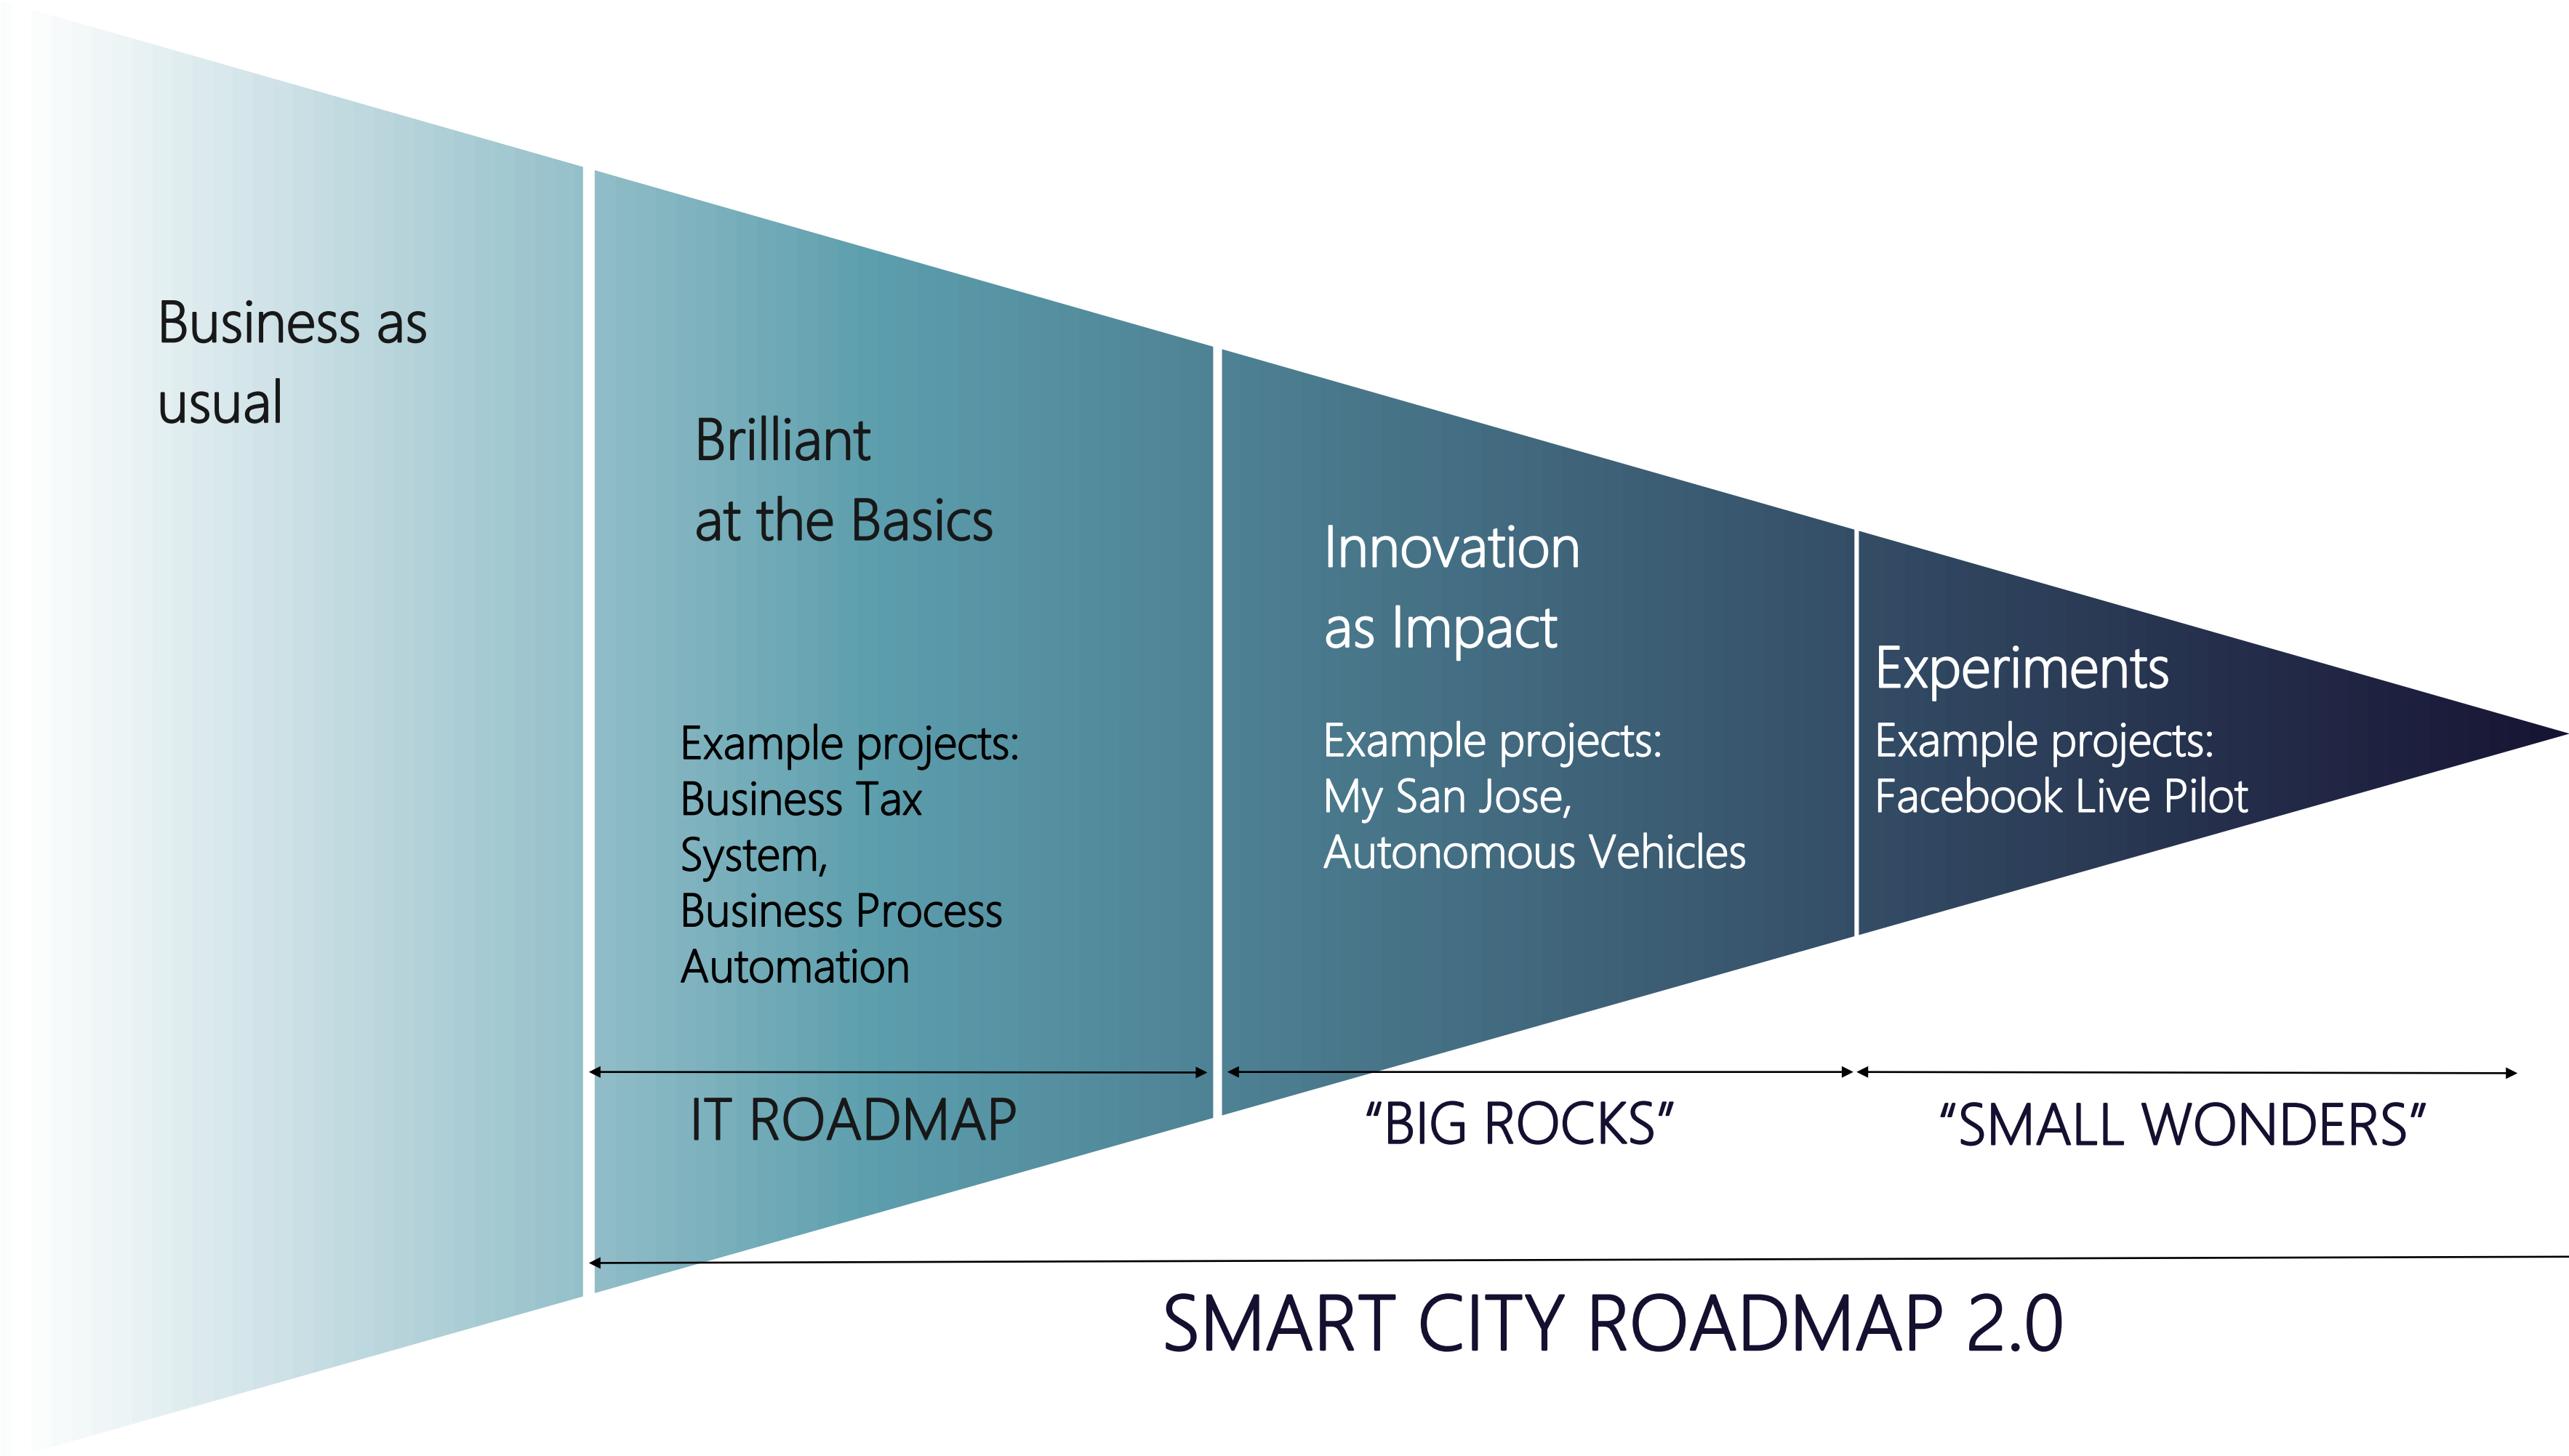 Business as
usual
Brilliant
at the Basics
Example projects:
Business Tax
System,
Business Process
Automation
Innovation
as Impact
Example projects:
My San Jose,
Autonomous Vehicles
Experiments
Example projects:
Facebook Live Pilot
IT ROADMAP
“BIG ROCKS”
“SMALL WONDERS”
SMART CITY ROADMAP 2.0